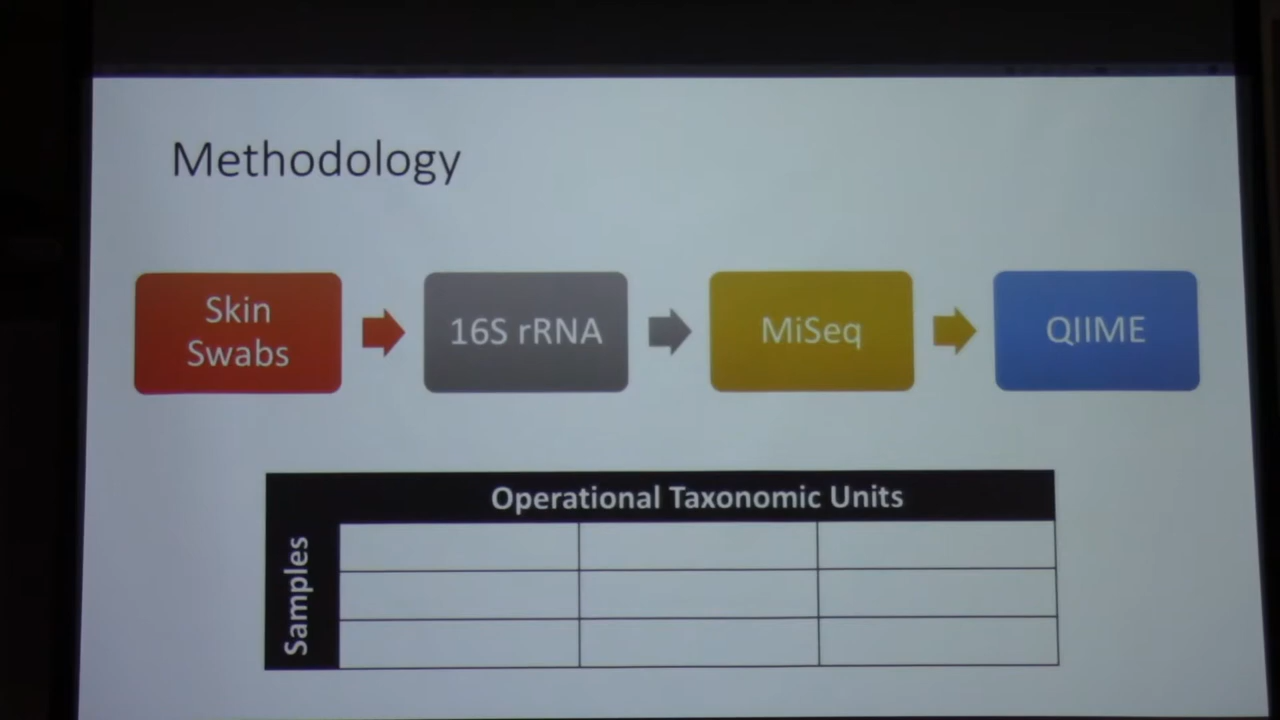 Methodology
Skin
Swabs
16S rRNA
MiSeq
QIIME
Operational Taxonomic Units
Samples